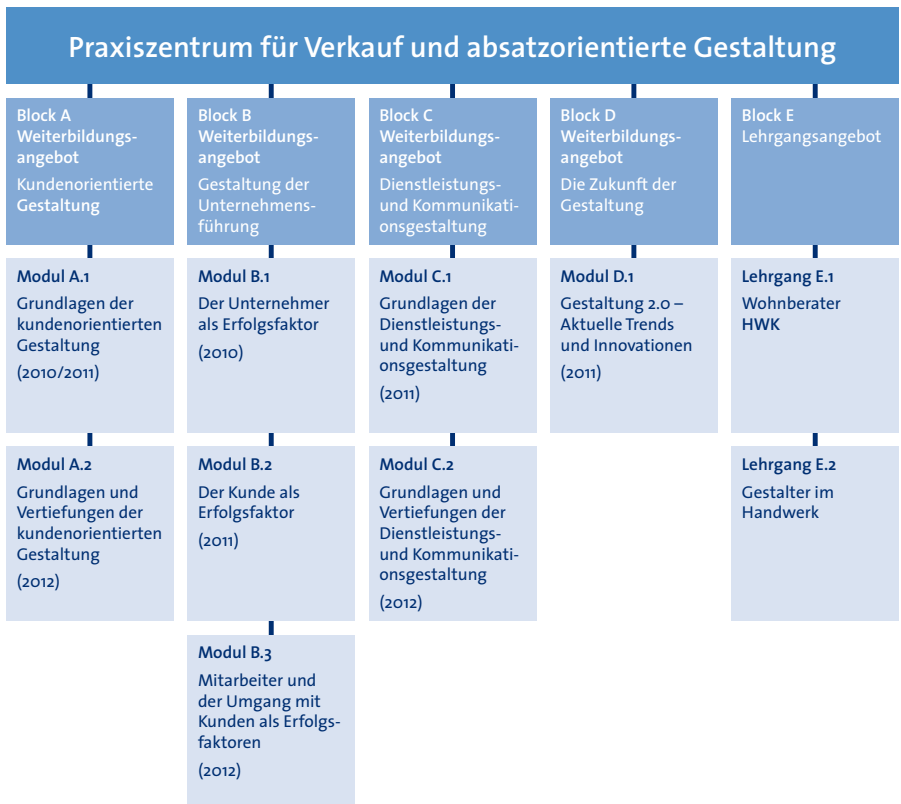 Praxiszentrum für Verkauf und absatzorientierte Gestaltung
Block A
Weiterbildungs-
angebot
Kundenorientierte
Gestaltung
Block B
Weiterbildungs-
angebot
Gestaltung der
Unternehmens-
führung
Block C
Weiterbildungs-
angebot
Dienstleistungs-
und Kommunikati-
onsgestaltung
Block D
Weiterbildungs-
angebot
Die Zukunft der
Gestaltung
Block E
Lehrgangsangebot
Modul A.1
Grundlagen der
kundenorientierten
Gestaltung
(2010/2011)
Modul B.1
Der Unternehmer
als Erfolgsfaktor
(2010)
Modul C.1
Grundlagen der
Dienstleistungs-
und Kommunikati-
onsgestaltung
(2011)
Modul D.1
Gestaltung 2.0 –
Aktuelle Trends
und Innovationen
(2011)
Lehrgang E.1
Wohnberater
HWK
Modul A.2
Grundlagen und
Vertiefungen der
kundenorientierten
Gestaltung
(2012)
Modul B.2
Der Kunde als
Erfolgsfaktor
(2011)
Modul C.2
Grundlagen und
Vertiefungen der
Dienstleistungs-
und Kommunikati-
onsgestaltung
(2012)
Lehrgang E.2
Gestalter im
Handwerk
Modul B.3
Mitarbeiter und
der Umgang mit
Kunden als Erfolgs-
faktoren
(2012)